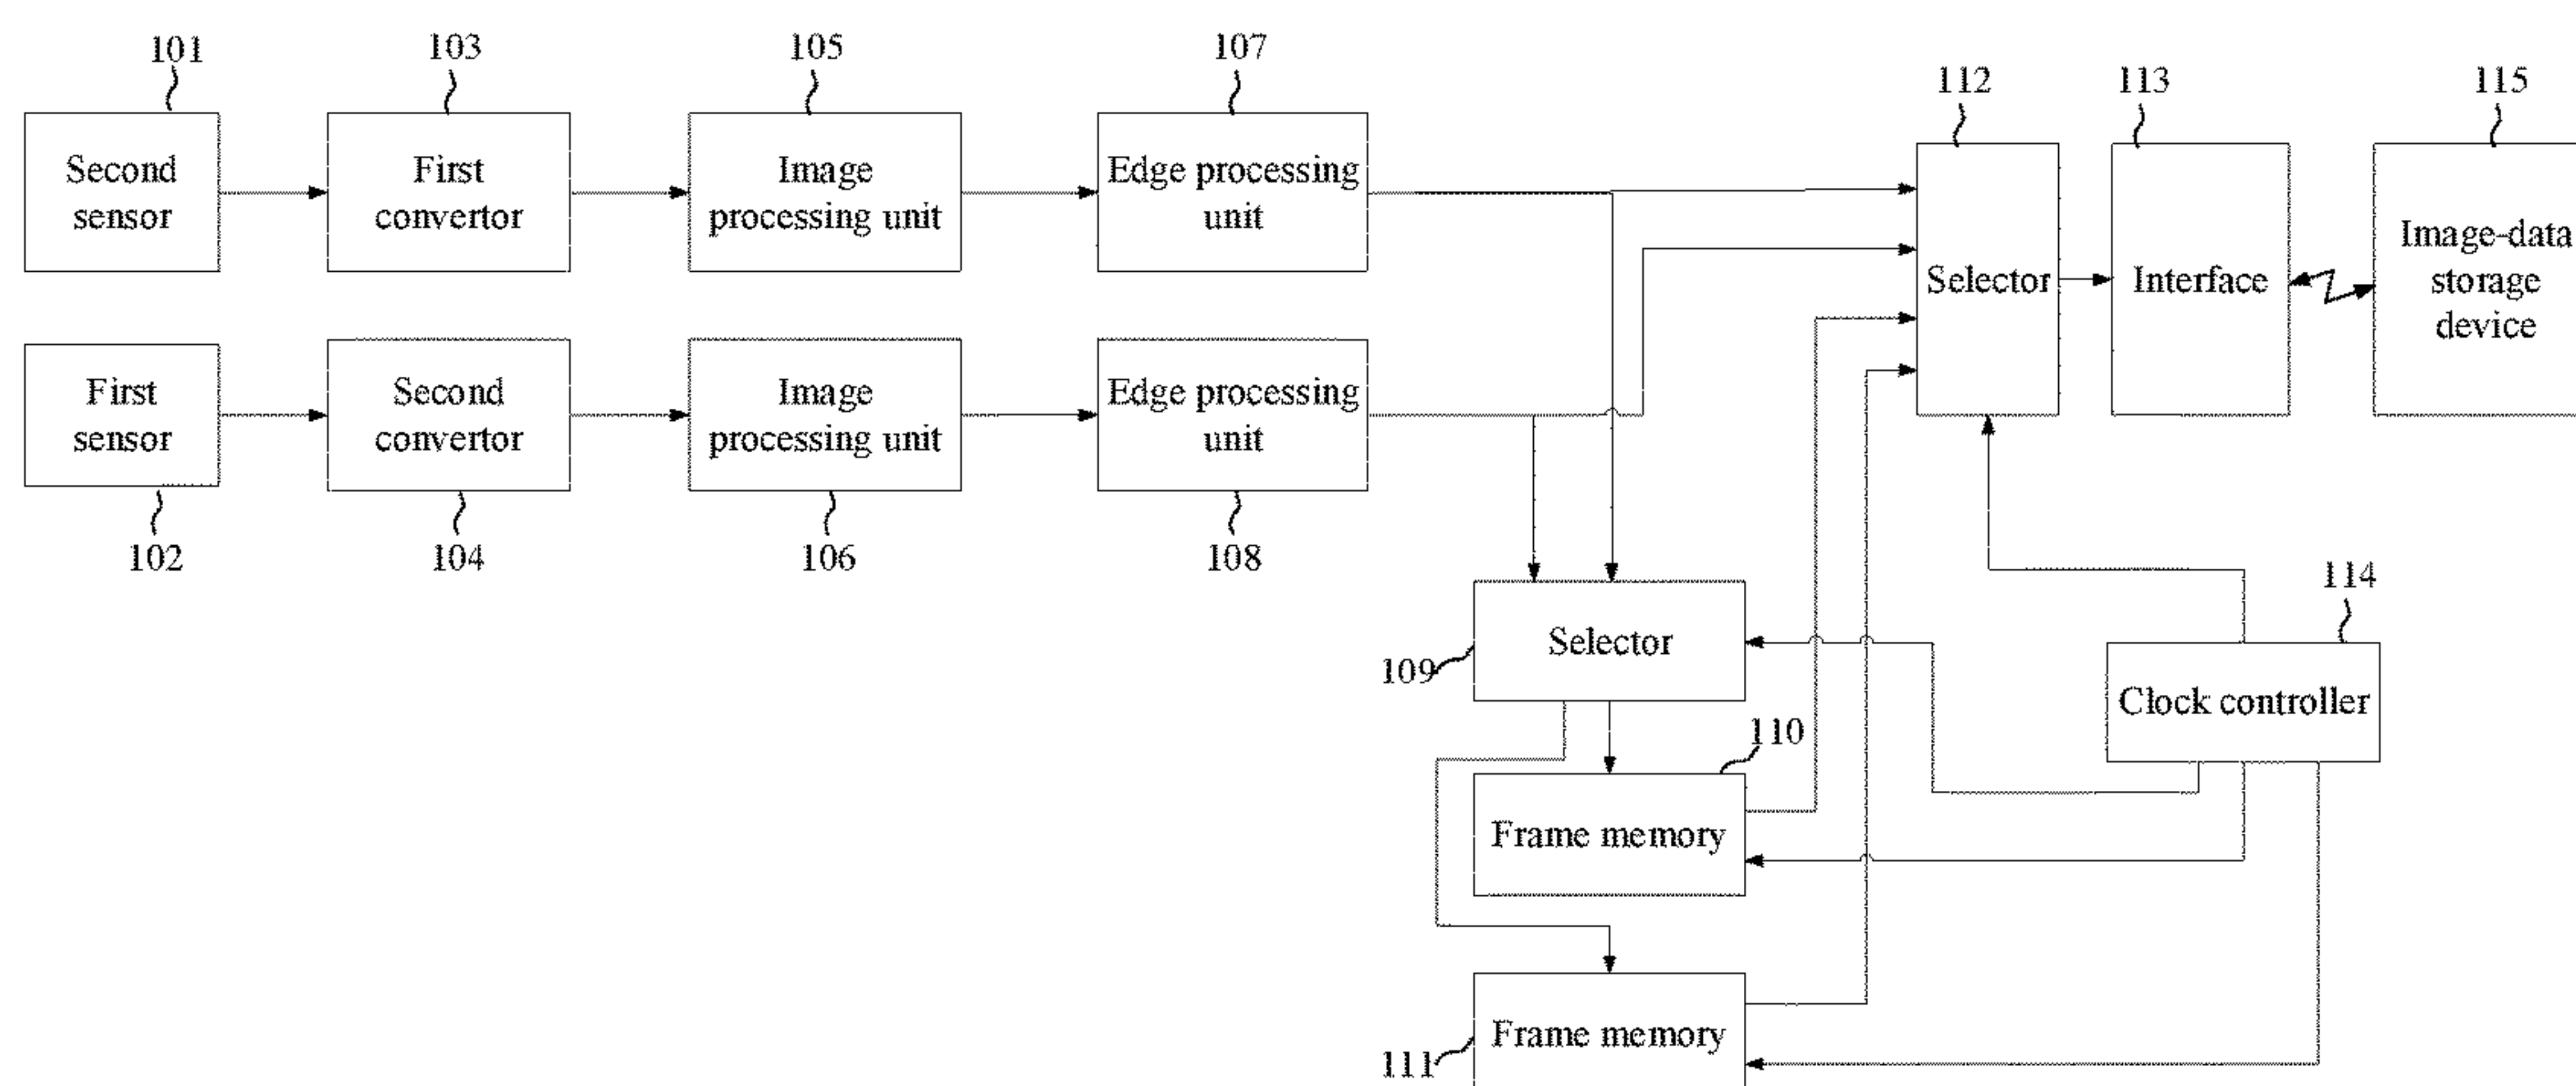 101
103
105
107
112
113
115
Second
sensor
First
convertor
Image
processing unit
Edge processing
unit
Selector
Interface
Image-data
storage
device
First
sensor
Second
convertor
Image
processing unit
Edge processing
unit
102
104
106
108
114
Selector
109
Clock controller
110
Frame memory
Frame memory
111